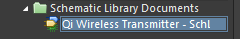 Schematic Library Documents
Qi Wireless Transmitter - Schl